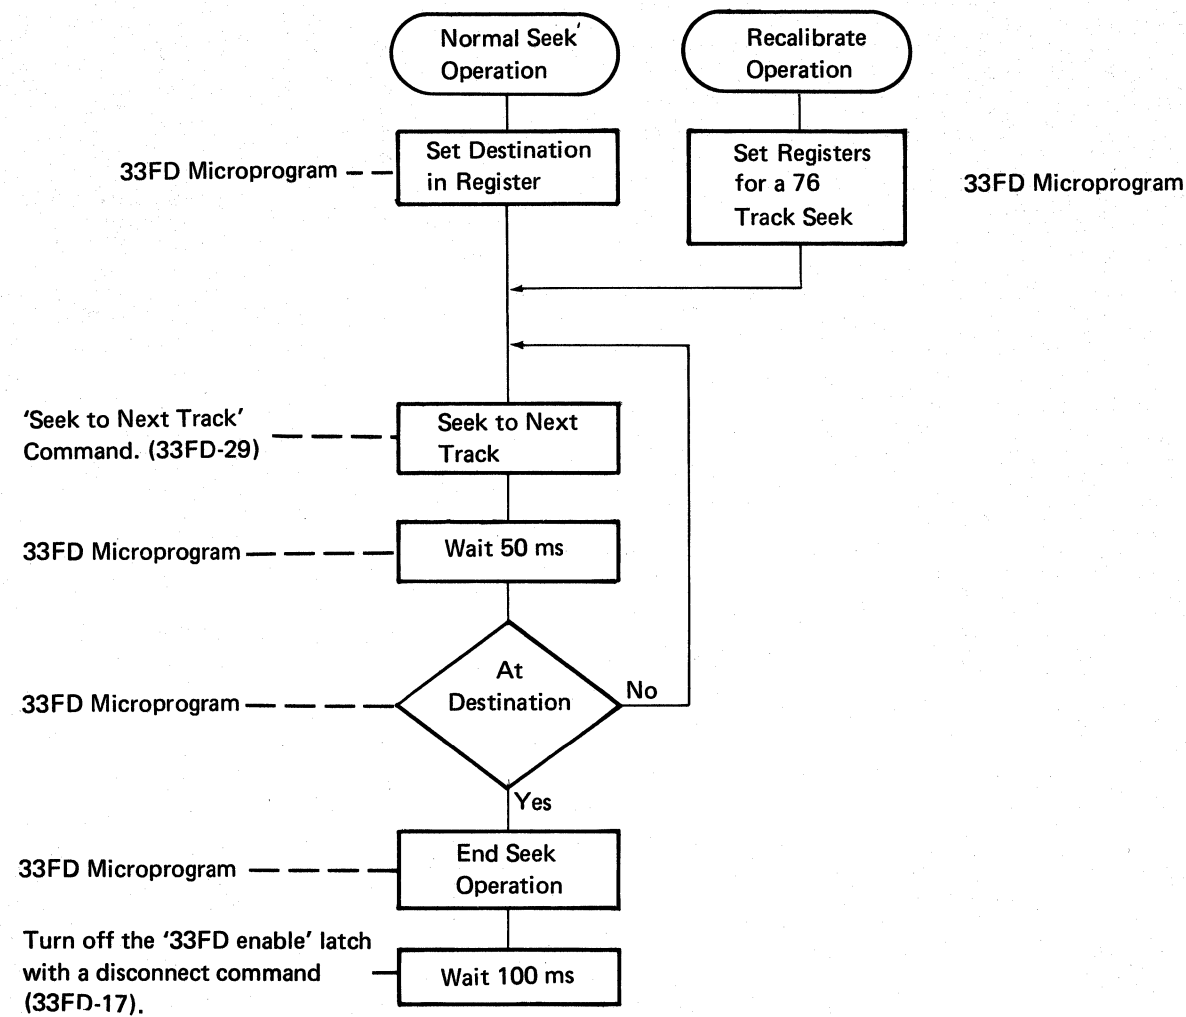 Normal Seek
Operation
Recalibrate
Operation
33FD Microprogram
Set Destination
in Register
Set Registers
for a 76
Track Seek
33FD Microprogram
'Seek to Next Track'
Command. (33FD-29)
Seek to Next
Track
33FD Microprogram
Wait 50 ms
33FD Microprogram
At
Destination
No
Yes
33FD Microprogram
End Seek
Operation
Turn off the '33FD enable' latch
with a disconnect command
(33FD-17).
Wait 100 ms